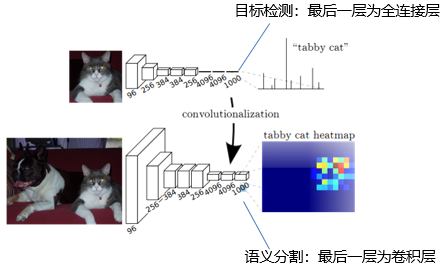 目标检测：最后一层为全连接层
“tabby cat”
96 256 384 384 256 4096 4096 1000
convolutionalization
tabby cat heatmap
96 256 384 384 256 4096 4096 1000
语义分割：最后一层为卷积层